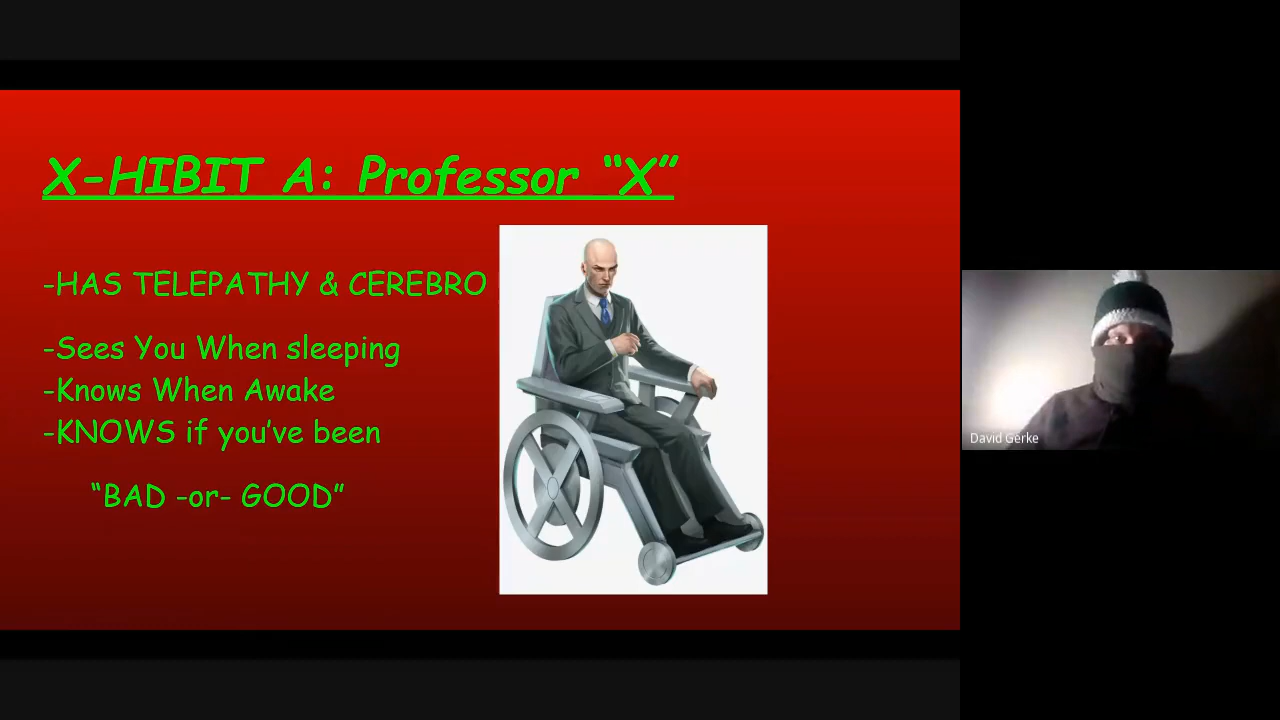 X-HIBIT A: Professor “X”
-HAS TELEPATHY & CEREBRO
-Sees You When sleeping
-Knows When Awake
-KNOWS if you’ve been
“BAD -or- GOOD”
David Gerke